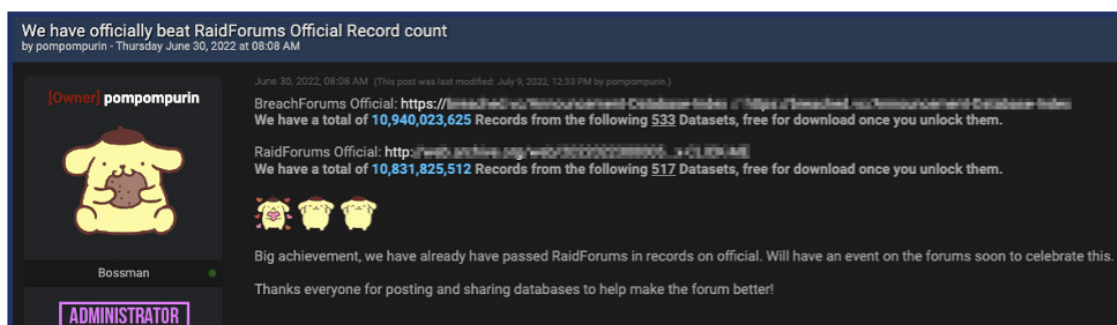 We have officially beat RaidForums Official Record count
by pompompurin - Thursday June 30, 2022 at 08:08 AM
[Owner] pompompurin
Bossman
ADMINISTRATOR
June 30, 2022, 08:08 AM (This post was last modified: July 9, 2022, 12:33 PM by pompompurin.)
BreachForums Official: https://
We have a total of 10,940,023,625 Records from the following 533 Datasets, free for download once you unlock them.
RaidForums Official: http:
We have a total of 10,831,825,512 Records from the following 517 Datasets, free for download once you unlock them.
Big achievement, we have already have passed RaidForums in records on official. Will have an event on the forums soon to celebrate this.
Thanks everyone for posting and sharing databases to help make the forum better!